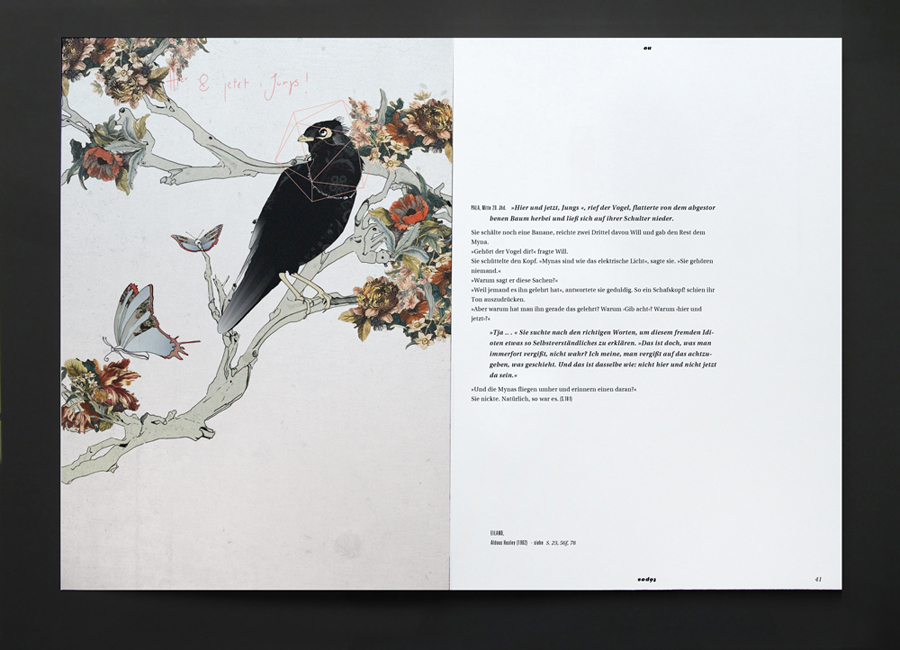 Hier & jetzt, Jungs!
ou
PALA, Mitte 20. Jhd. »Hier und jetzt, Jungs «, rief der Vogel, flatterte von dem abgestor
benen Baum herbei und ließ sich auf ihrer Schulter nieder.
Sie schälte noch eine Banane, reichte zwei Drittel davon Will und gab den Rest dem
Myna.
»Gehört der Vogel dir?« fragte Will.
Sie schüttelte den Kopf. »Mynas sind wie das elektrische Licht«, sagte sie. »Sie gehören
niemand.«
»Warum sagt er diese Sachen?«
»Weil jemand es ihn gelehrt hat«, antwortete sie geduldig. So ein Schafskopf! schien ihr
Ton auszudrücken.
»Aber warum hat man ihn gerade das gelehrt? Warum ›Gib acht‹? Warum ›hier und
jetzt‹?«
»Tja .. . « Sie suchte nach den richtigen Worten, um diesem fremden Idi-
oten etwas so Selbstverständliches zu erklären. »Das ist doch, was man
immerfort vergißt, nicht wahr? Ich meine, man vergißt auf das achtzu-
geben, was geschieht. Und das ist dasselbe wie: nicht hier und nicht jetzt
da sein.«
»Und die Mynas fliegen umher und erinnern einen daran?«
Sie nickte. Natürlich, so war es. (S.161)
EILAND,
Aldous Huxley (1962) - siehe S. 23, 50f, 70
41